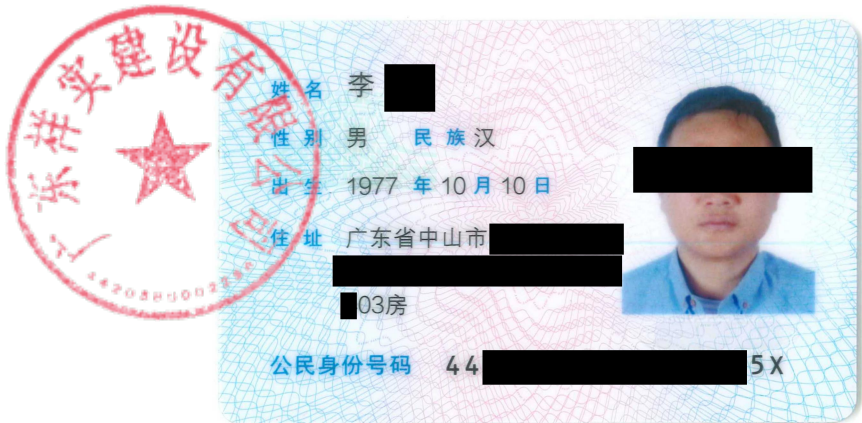 广东祥实建设有限公司
姓名 李
性别 男 民族 汉
出生 1977 年 10 月 10 日
住址 广东省中山市
03房
公民身份号码 44 5X